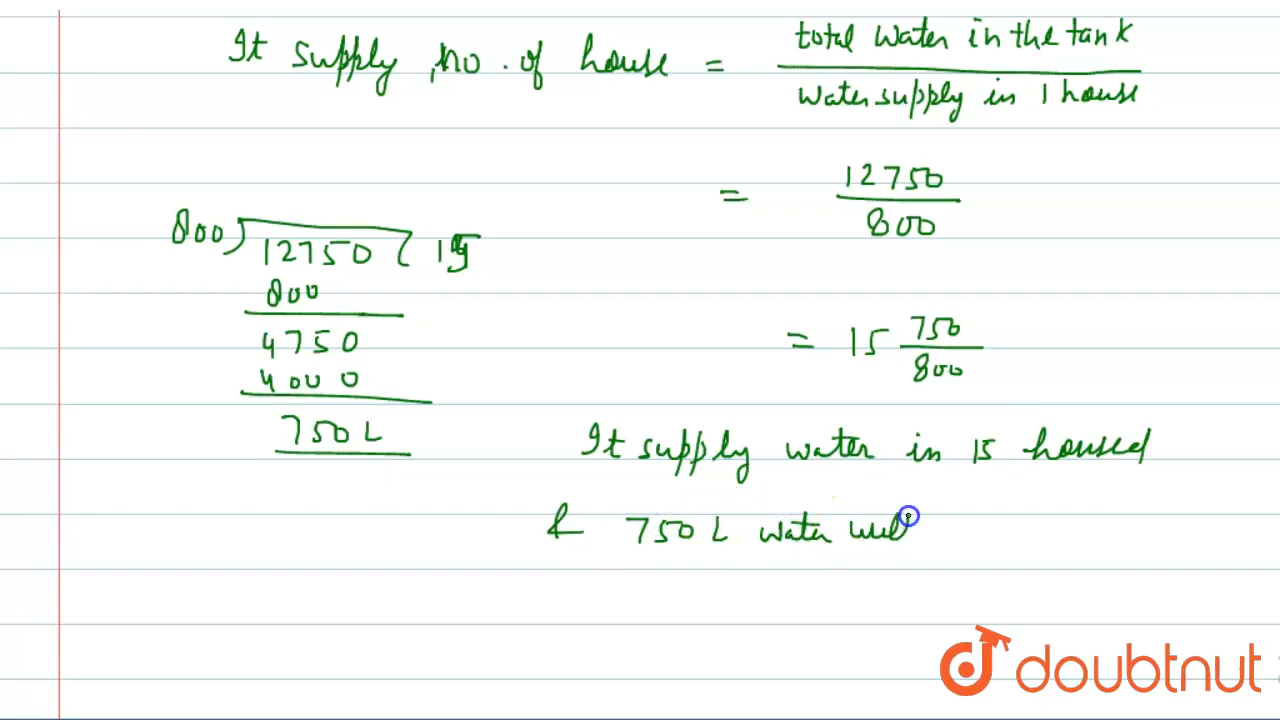 It supply, no. of house = total water in the tank
water supply in 1 house
= 12750
800
800) 12750 ( 15
800
4750
4000
750 L
= 15 750
800
It supply water in 15 housed
& 750 L water will
doubtnut